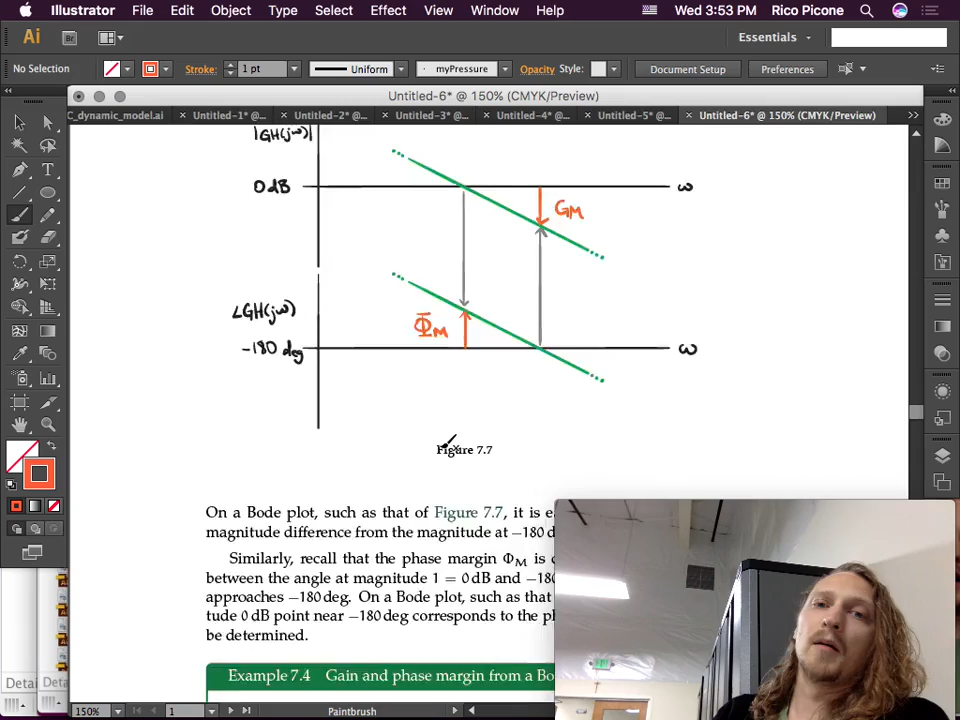 Illustrator File Edit Object Type Select Effect View Window Help Wed 3:53 PM Rico Picone
Ai Br Essentials
No Selection Stroke: 1 pt Uniform myPressure Opacity Style: Document Setup Preferences
Untitled-6* @ 150% (CMYK/Preview)
C_dynamic_model.ai Untitled-1* @... Untitled-2* @... Untitled-3* @... Untitled-4* @... Untitled-5* @... Untitled-6* @ 150% (CMYK/Preview)
|GH(jω)|
0 dB ω
GM
∠GH(jω)
ΦM
-180 deg ω
Figure 7.7
On a Bode plot, such as that of Figure 7.7, it is e
magnitude difference from the magnitude at −180 d
Similarly, recall that the phase margin ΦM is
between the angle at magnitude 1 = 0 dB and −180
approaches −180 deg. On a Bode plot, such as that
tude 0 dB point near −180 deg corresponds to the ph
be determined.
Example 7.4 Gain and phase margin from a Bo
Detai Deta
150% 1 Paintbrush